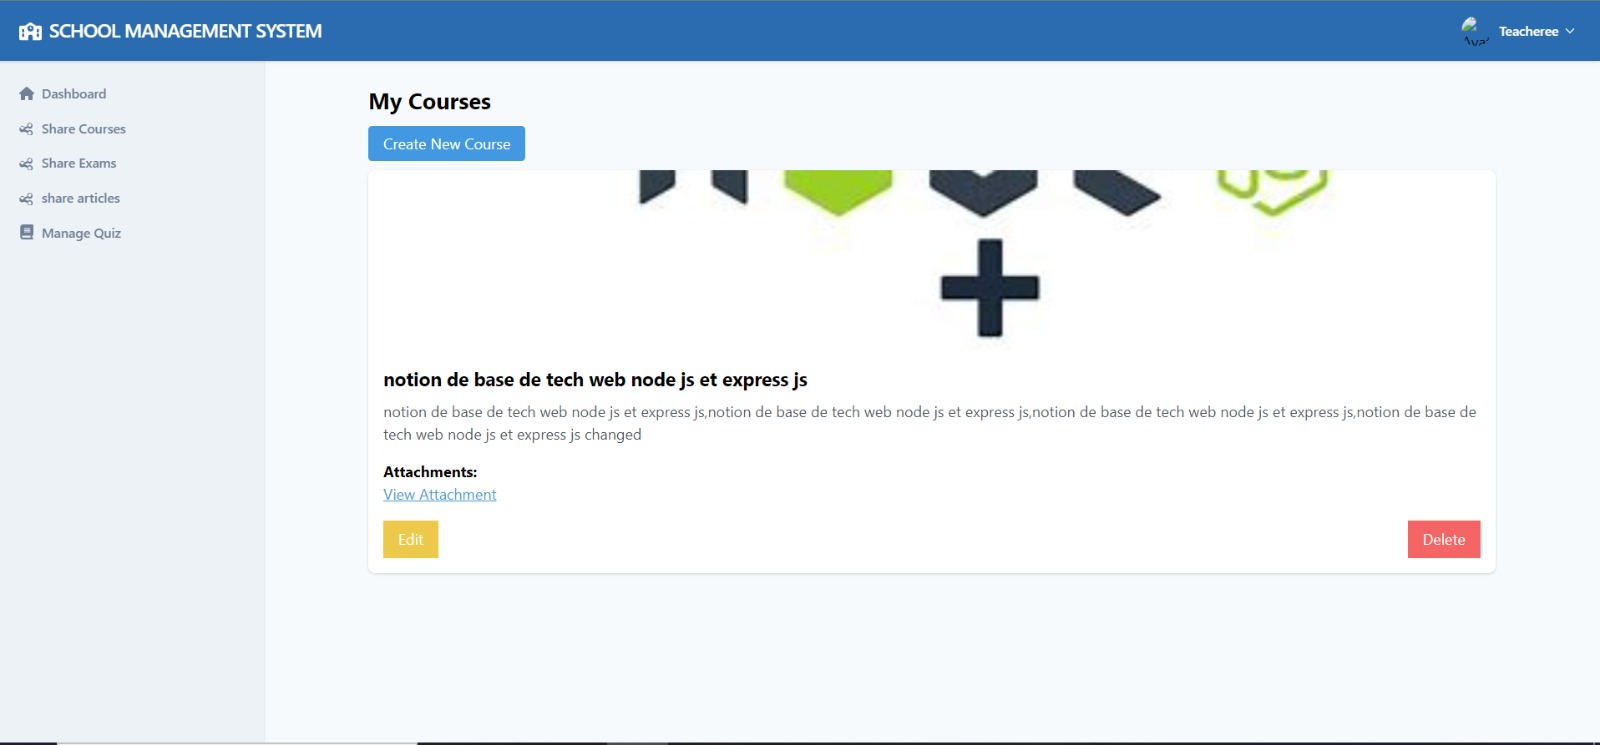 SCHOOL MANAGEMENT SYSTEM
Teacheree
Dashboard
Share Courses
Share Exams
share articles
Manage Quiz
My Courses
Create New Course
notion de base de tech web node js et express js
notion de base de tech web node js et express js,notion de base de tech web node js et express js,notion de base de tech web node js et express js,notion de base de
tech web node js et express js changed
Attachments:
View Attachment
Edit
Delete